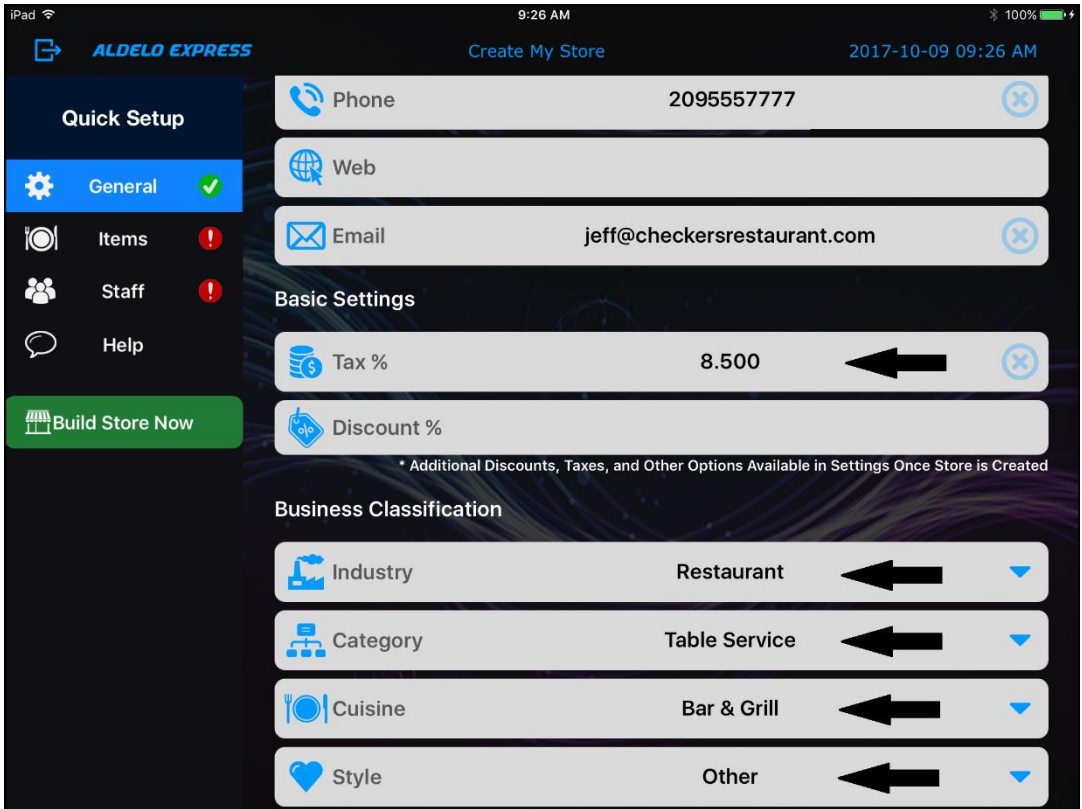 iPad 9:26 AM 100%
ALDELO EXPRESS Create My Store 2017-10-09 09:26 AM
Quick Setup
General
Items
Staff
Help
Build Store Now
Phone 2095557777
Web
Email jeff@checkersrestaurant.com
Basic Settings
Tax % 8.500
Discount %
* Additional Discounts, Taxes, and Other Options Available in Settings Once Store is Created
Business Classification
Industry Restaurant
Category Table Service
Cuisine Bar & Grill
Style Other